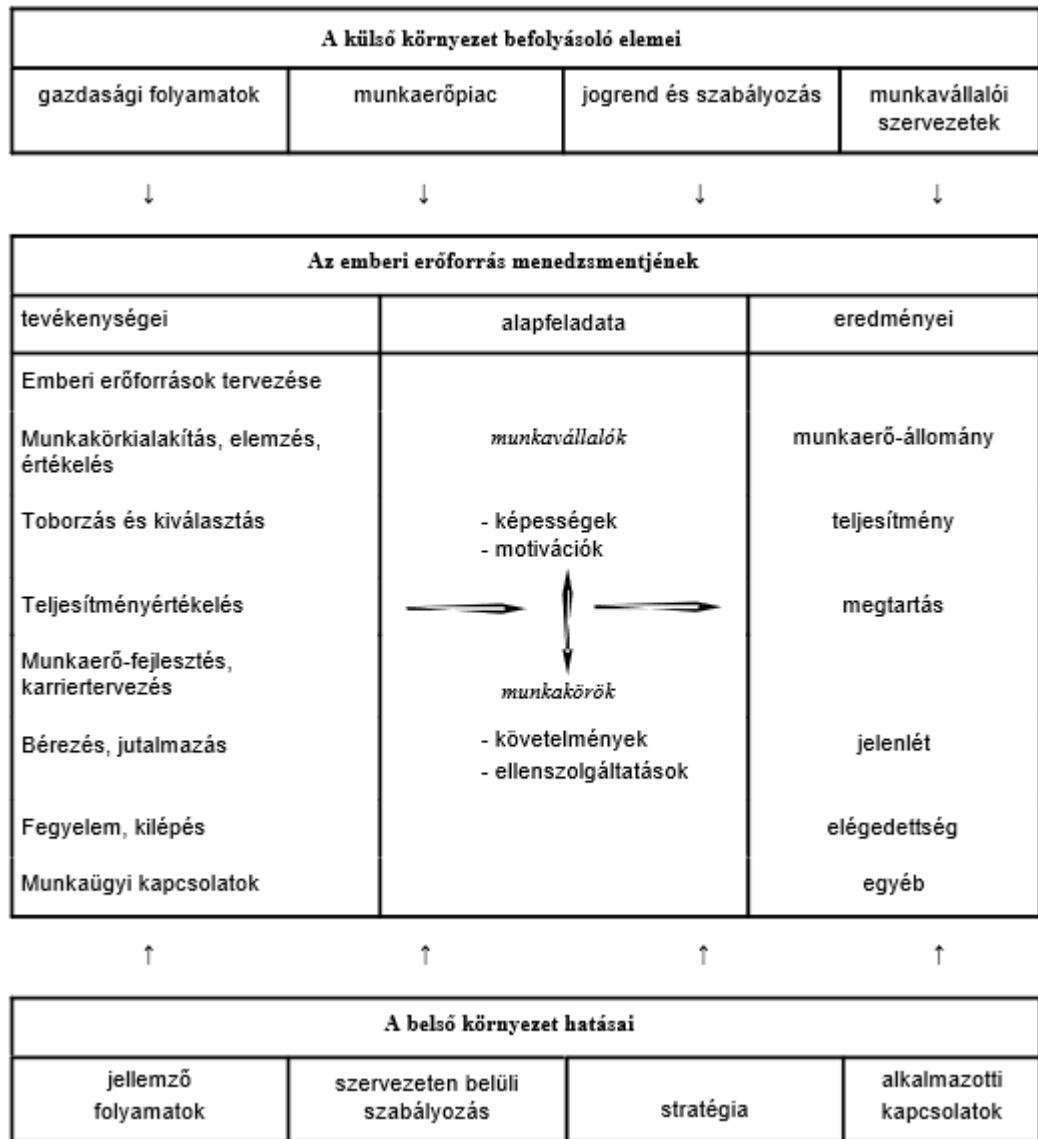 A külső környezet befolyásoló elemei
gazdasági folyamatok
munkaerőpiac
jogrend és szabályozás
munkavállalói
szervezetek
↓ ↓ ↓ ↓
Az emberi erőforrás menedzsmentjének
tevékenységei
alapfeladata
eredményei
Emberi erőforrások tervezése
Munkakörkialakítás, elemzés,
értékelés
Toborzás és kiválasztás
Teljesítményértékelés
Munkaerő-fejlesztés,
karriertervezés
Bérezés, jutalmazás
Fegyelem, kilépés
Munkaügyi kapcsolatok
munkavállalók
- képességek
- motivációk
munkakörök
- követelmények
- ellenszolgáltatások
munkaerő-állomány
teljesítmény
megtartás
jelenlét
elégedettség
egyéb
↑ ↑ ↑ ↑
A belső környezet hatásai
jellemző
folyamatok
szervezeten belüli
szabályozás
stratégia
alkalmazotti
kapcsolatok